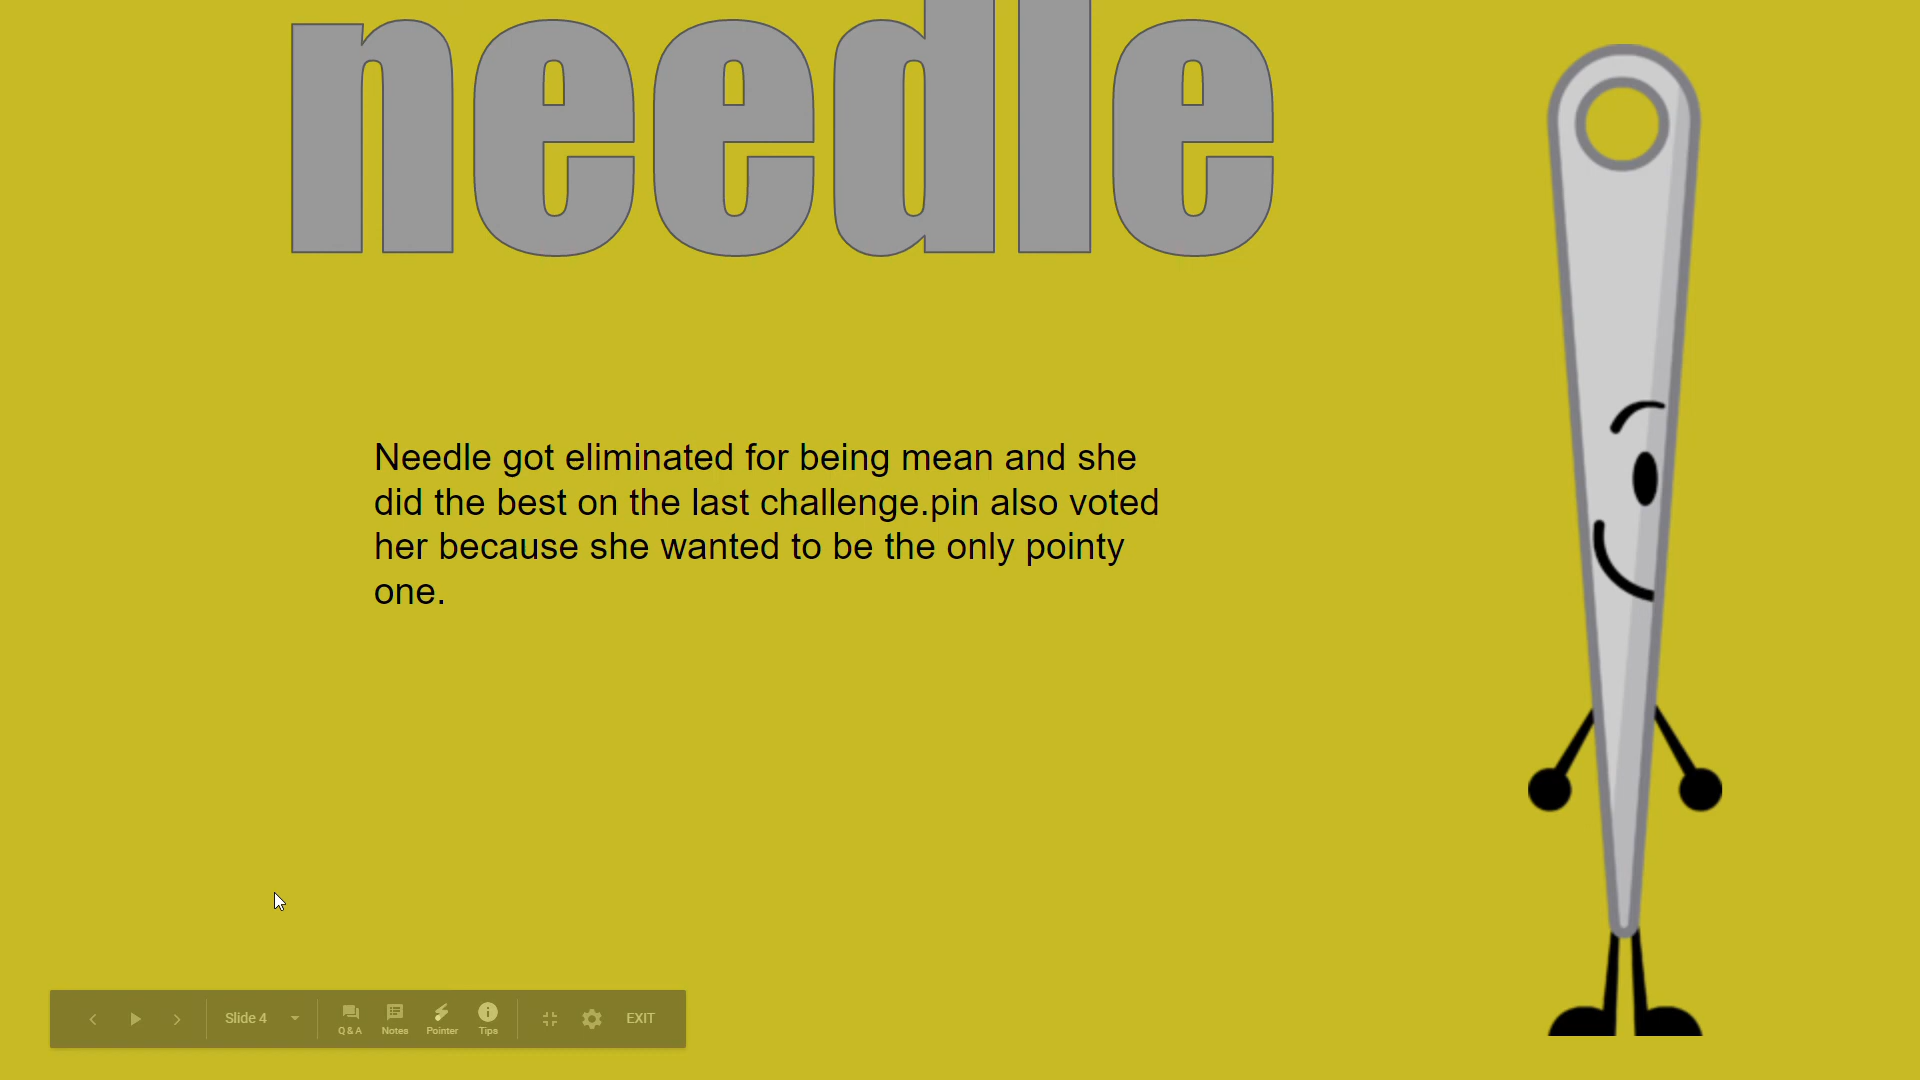 needle
Needle got eliminated for being mean and she
did the best on the last challenge.pin also voted
her because she wanted to be the only pointy
one.
Slide 4
Q & A
Notes
Pointer
Tips
EXIT